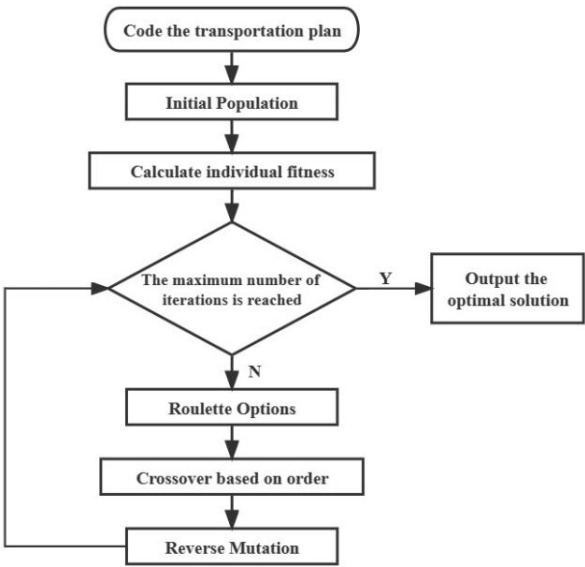 Code the transportation plan
Initial Population
Calculate individual fitness
The maximum number of
iterations is reached
Y
Output the
optimal solution
N
Roulette Options
Crossover based on order
Reverse Mutation